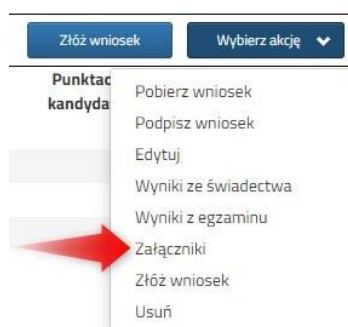 Złóż wniosek
Wybierz akcję
Punktac
kandyda
Pobierz wniosek
Podpisz wniosek
Edytuj
Wyniki ze świadectwa
Wyniki z egzaminu
Załączniki
Złóż wniosek
Usuń